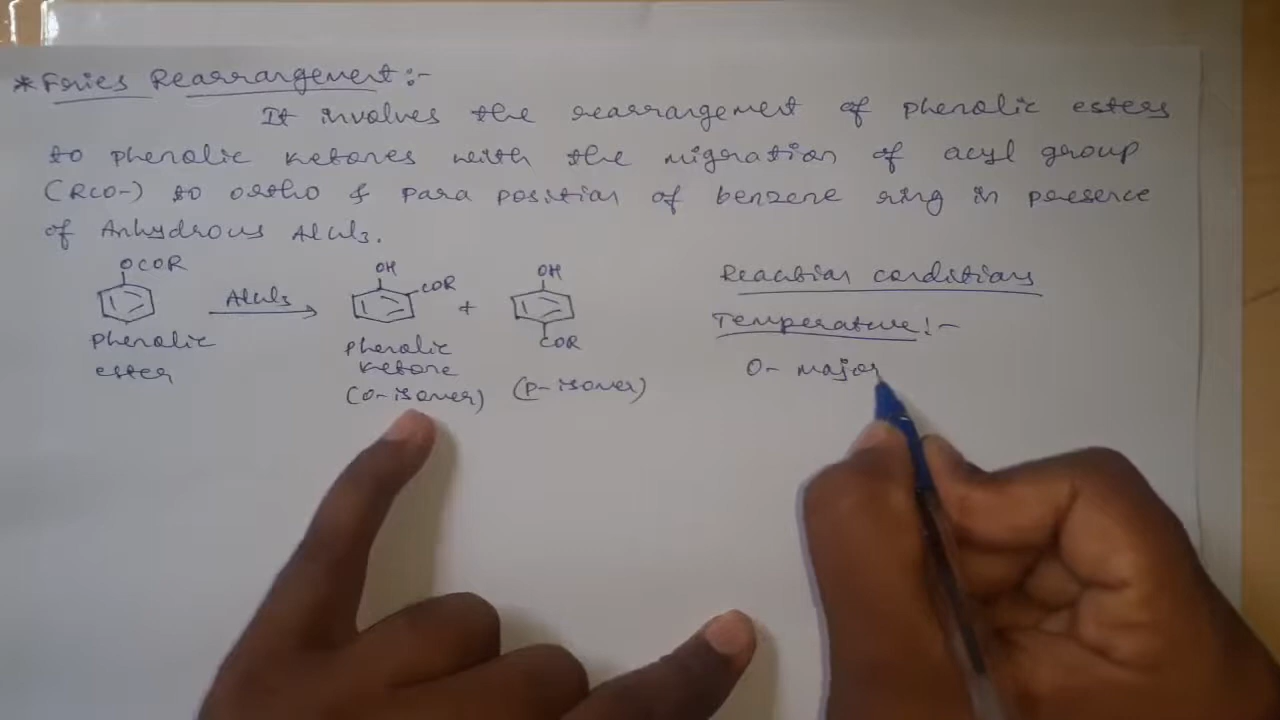 * Fries Rearrangement:-
It involves the rearrangement of phenolic esters
to phenolic ketones with the migration of acyl group
(RCO-) to ortho & para position of benzene ring in presence
of Anhydrous AlCl3.
OCOR
AlCl3
OH
COR
+
OH
COR
Phenolic
ester
Phenolic
ketone
(o-isomer)
(p-isomer)
Reaction conditions
Temperature:-
O- major